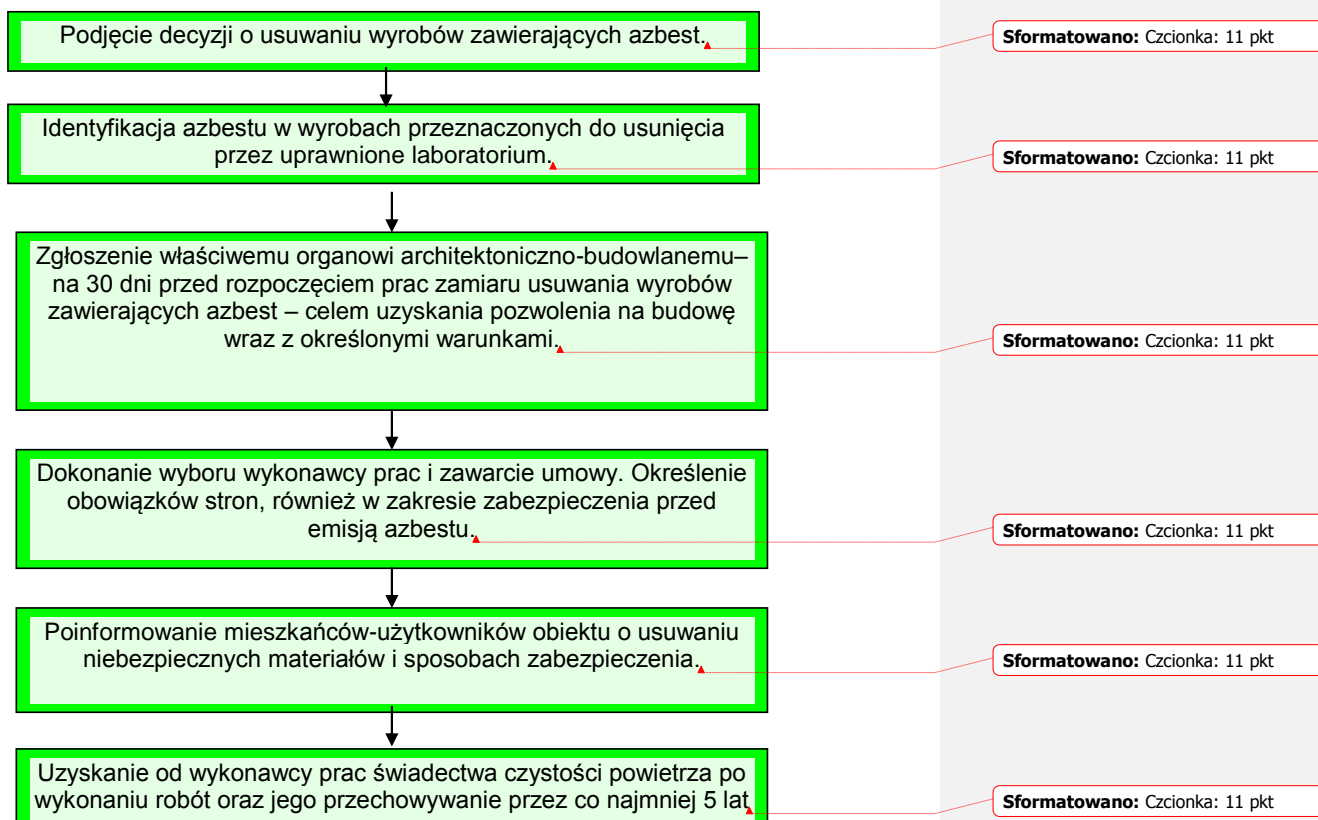 Podjęcie decyzji o usuwaniu wyrobów zawierających azbest.
Sformatowano: Czcionka: 11 pkt
Identyfikacja azbestu w wyrobach przeznaczonych do usunięcia
przez uprawnione laboratorium.
Sformatowano: Czcionka: 11 pkt
Zgłoszenie właściwemu organowi architektoniczno-budowlanemu–
na 30 dni przed rozpoczęciem prac zamiaru usuwania wyrobów
zawierających azbest – celem uzyskania pozwolenia na budowę
wraz z określonymi warunkami.
Sformatowano: Czcionka: 11 pkt
Dokonanie wyboru wykonawcy prac i zawarcie umowy. Określenie
obowiązków stron, również w zakresie zabezpieczenia przed
emisją azbestu.
Sformatowano: Czcionka: 11 pkt
Poinformowanie mieszkańców-użytkowników obiektu o usuwaniu
niebezpiecznych materiałów i sposobach zabezpieczenia.
Sformatowano: Czcionka: 11 pkt
Uzyskanie od wykonawcy prac świadectwa czystości powietrza po
wykonaniu robót oraz jego przechowywanie przez co najmniej 5 lat
Sformatowano: Czcionka: 11 pkt